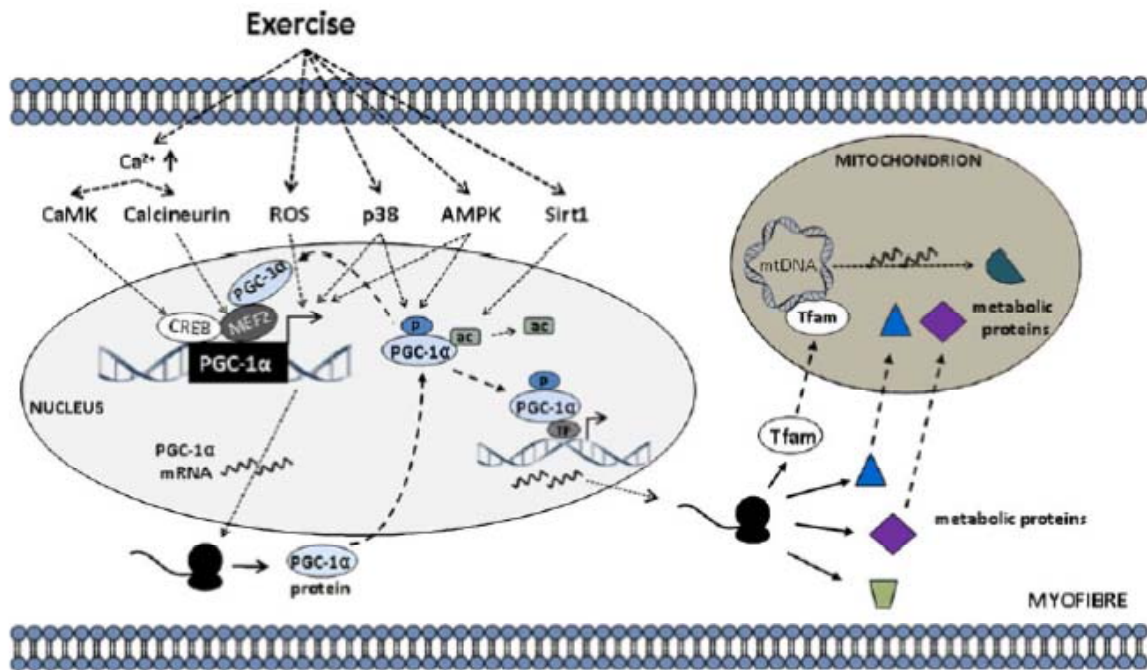 Exercise
Ca²⁺
CaMK Calcineurin ROS p38 AMPK Sirt1
MITOCHONDRION
mtDNA
Tfam
metabolic
proteins
PGC-1α
CREB MEF2
PGC-1α
P
PGC-1α
ac
ac
NUCLEUS
P
PGC-1α
TF
PGC-1α
mRNA
Tfam
metabolic proteins
PGC-1α
protein
MYOFIBRE